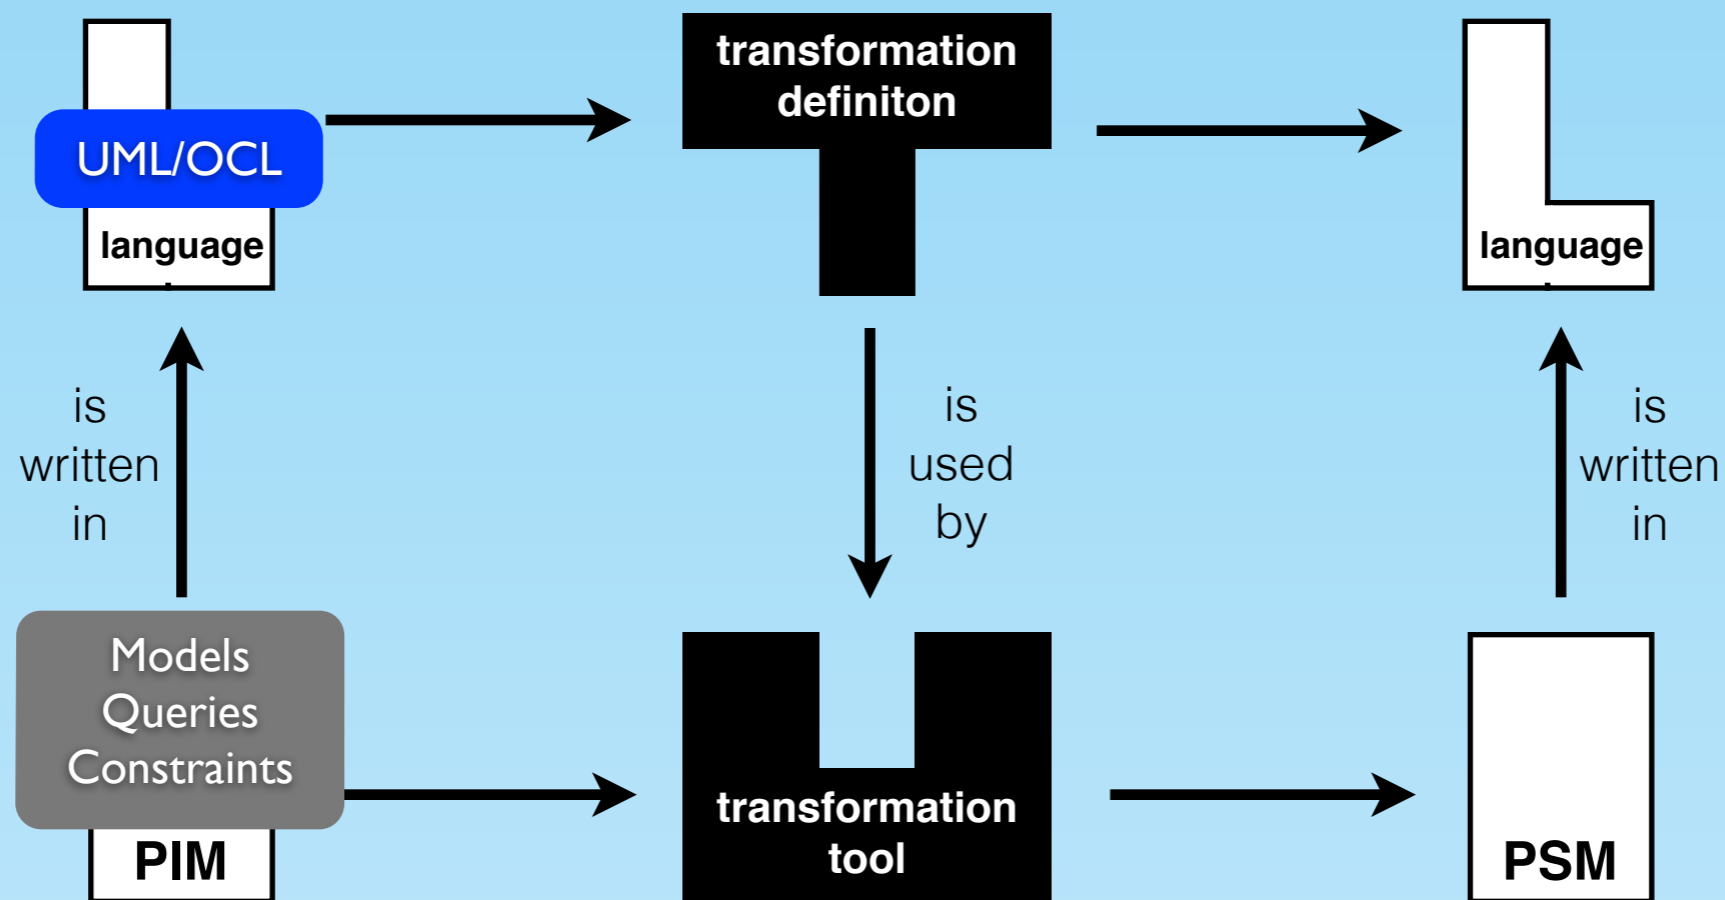 transformation
definiton
UML/OCL
language
language
is
written
in
is
used
by
is
written
in
Models
Queries
Constraints
PIM
transformation
tool
PSM